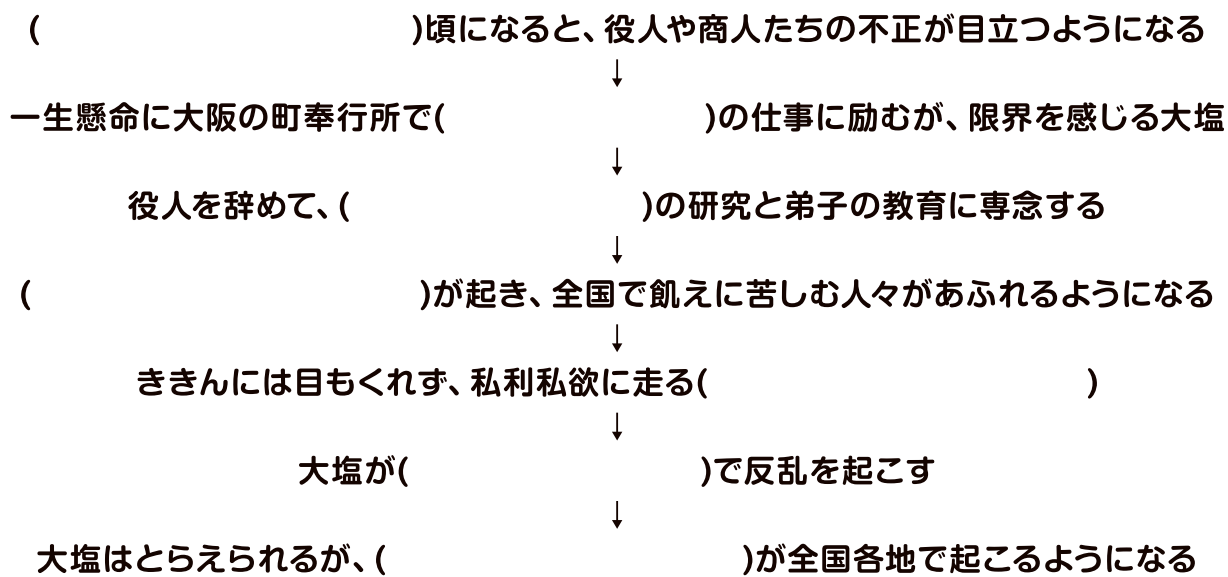 (　　　　　　　　　　　)頃になると、役人や商人たちの不正が目立つようになる
↓
一生懸命に大阪の町奉行所で(　　　　　　　　)の仕事に励むが、限界を感じる大塩
↓
役人を辞めて、(　　　　　　　　　)の研究と弟子の教育に専念する
↓
(　　　　　　　　　　　　)が起き、全国で飢えに苦しむ人々があふれるようになる
↓
ききんには目もくれず、私利私欲に走る(　　　　　　　　　　　)
↓
大塩が(　　　　　　　　　)で反乱を起こす
↓
大塩はとらえられるが、(　　　　　　　　　　　)が全国各地で起こるようになる